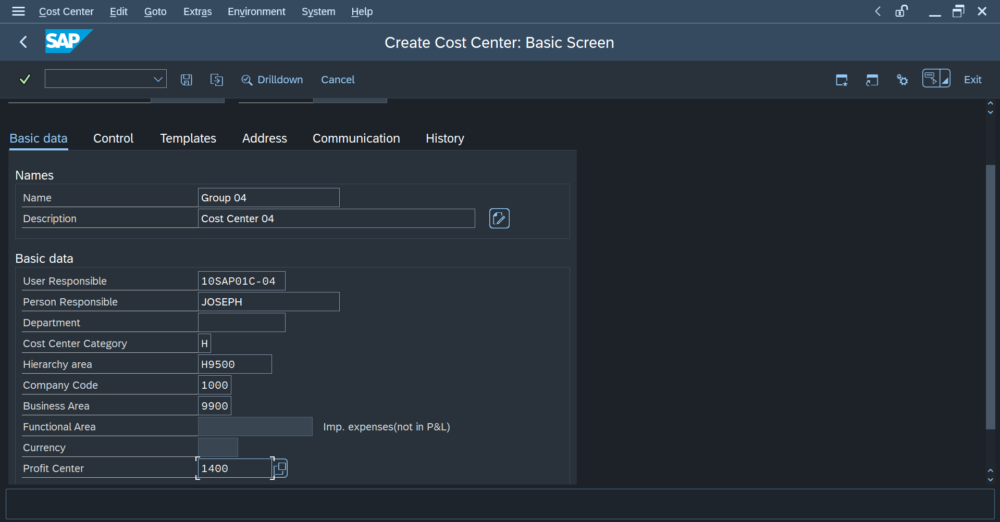 Cost Center Edit Goto Extras Environment System Help
SAP Create Cost Center: Basic Screen
Drilldown Cancel Exit
Basic data Control Templates Address Communication History
Names
Name Group 04
Description Cost Center 04
Basic data
User Responsible 10SAP01C-04
Person Responsible JOSEPH
Department
Cost Center Category H
Hierarchy area H9500
Company Code 1000
Business Area 9900
Functional Area Imp. expenses(not in P&L)
Currency
Profit Center 1400